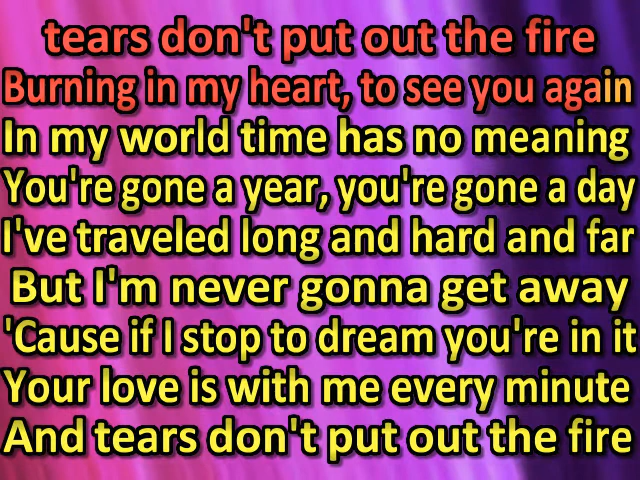 tears don't put out the fire
Burning in my heart, to see you again
In my world time has no meaning
You're gone a year, you're gone a day
I've traveled long and hard and far
But I'm never gonna get away
'Cause if I stop to dream you're in it
Your love is with me every minute
And tears don't put out the fire